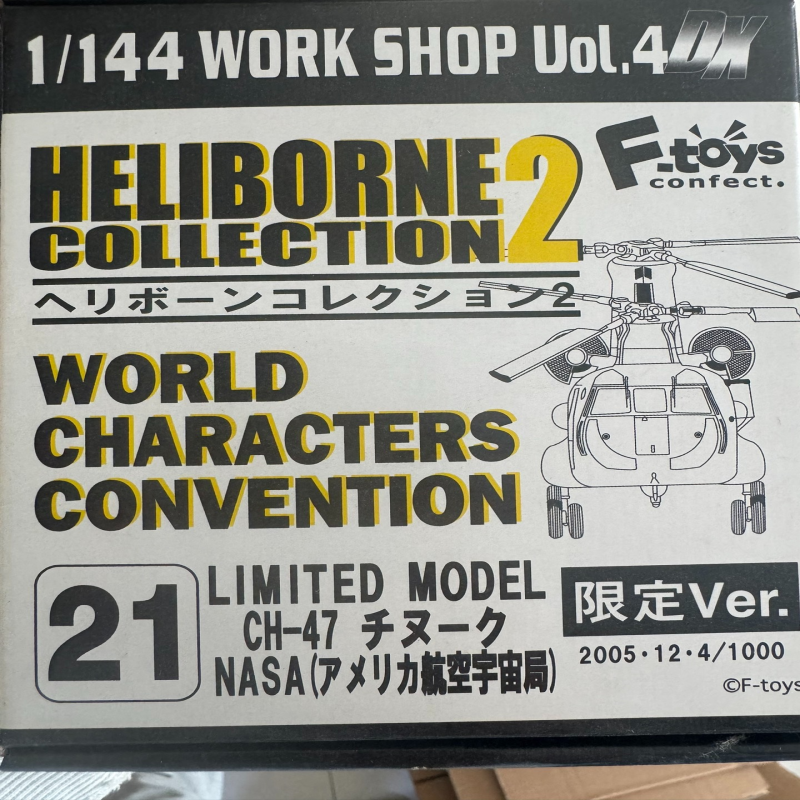 1/144 WORK SHOP Vol.4 DX
F-toys
confect.
HELIBORNE
COLLECTION 2
ヘリボーンコレクション2
WORLD
CHARACTERS
CONVENTION
21
LIMITED MODEL
CH-47 チヌーク
NASA(アメリカ航空宇宙局)
限定Ver.
2005・12・4/1000
©F-toys